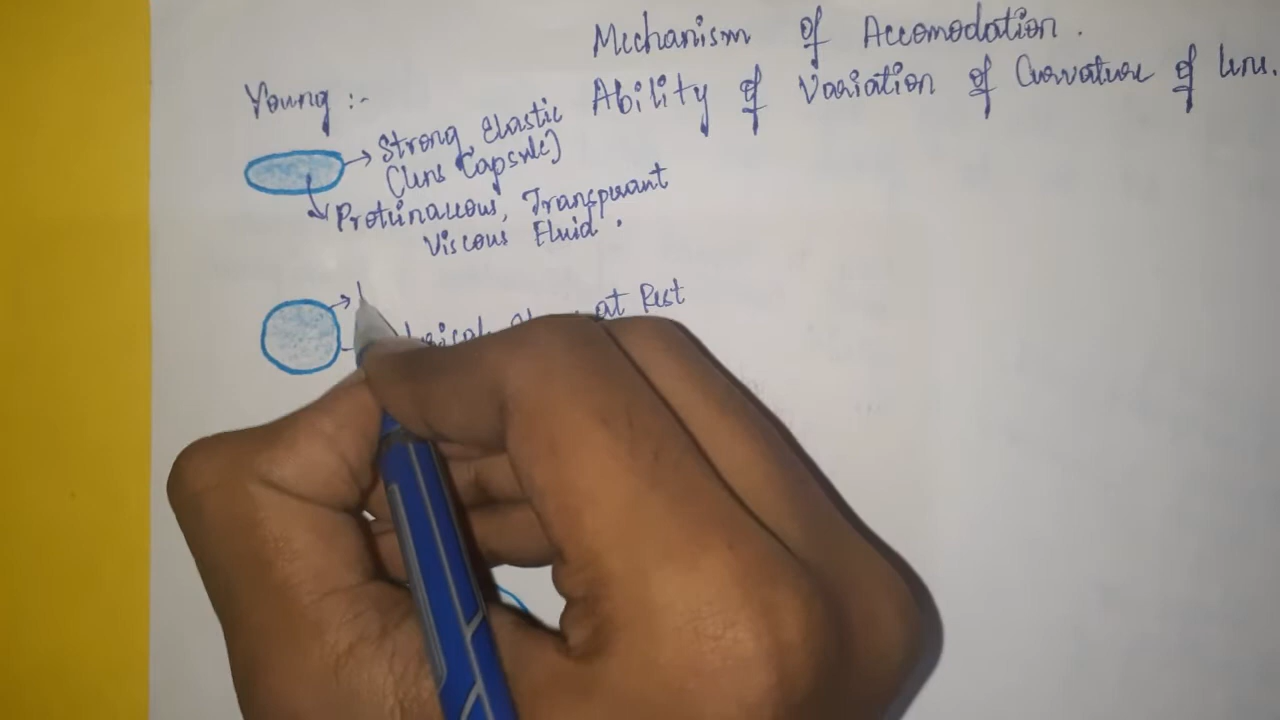 Mechanism of Accomodation.
Ability of Variation of Curvature of lens.
Young :-
Strong, Elastic
(lens Capsule)
Protinaceous, Transparant
Viscous Fluid.
at Rest